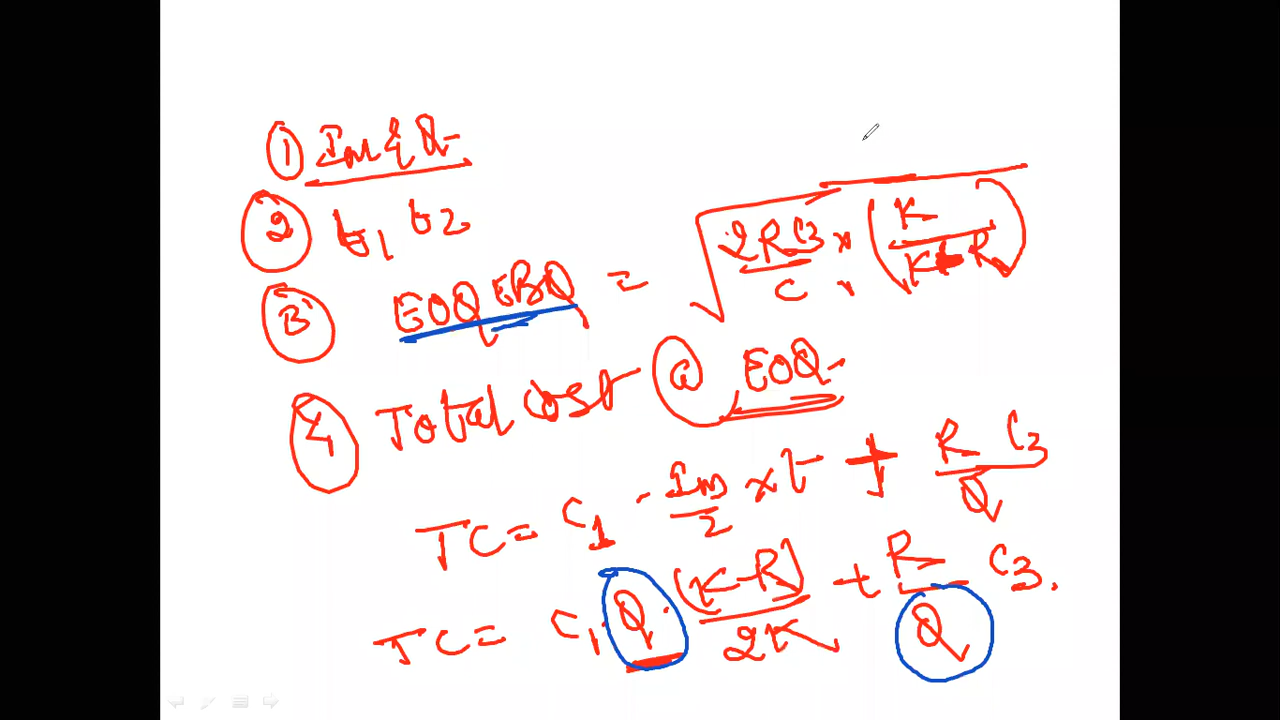 ① Im & Q
② t1 t2
③ EOQ EBQ = √ 2RC3 / C1 × (K / K-R)
④ Total cost @ EOQ
TC = C1 · Im/2 × t + R/Q C3
TC = C1 · Q · (K-R)/2K + R/Q C3.